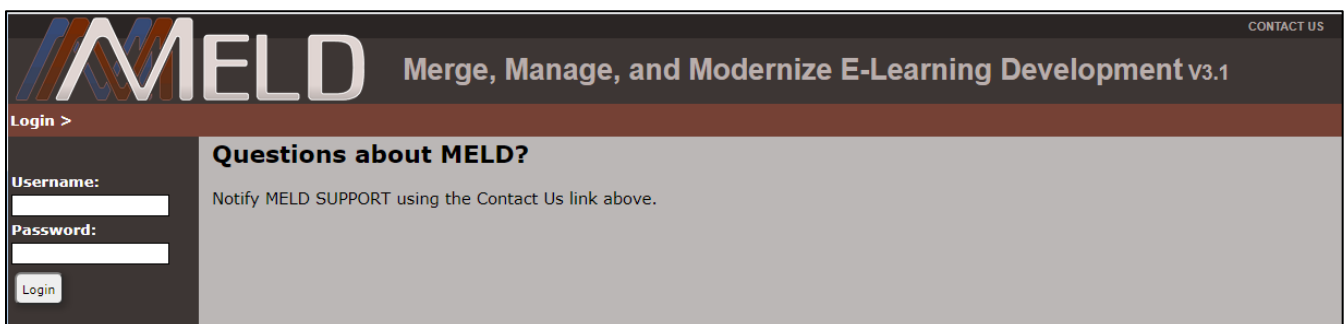 CONTACT US
MELD
Merge, Manage, and Modernize E-Learning Development V3.1
Login >
Questions about MELD?
Notify MELD SUPPORT using the Contact Us link above.
Username:
Password:
Login